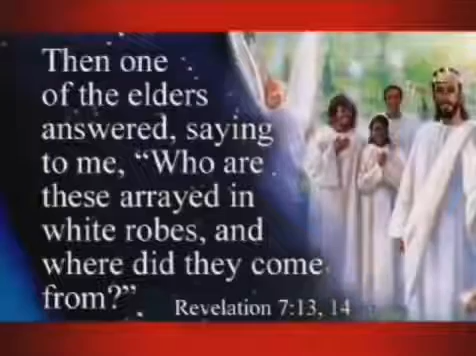 Then one
of the elders
answered, saying
to me, “Who are
these arrayed in
white robes, and
where did they come
from?”
Revelation 7:13, 14